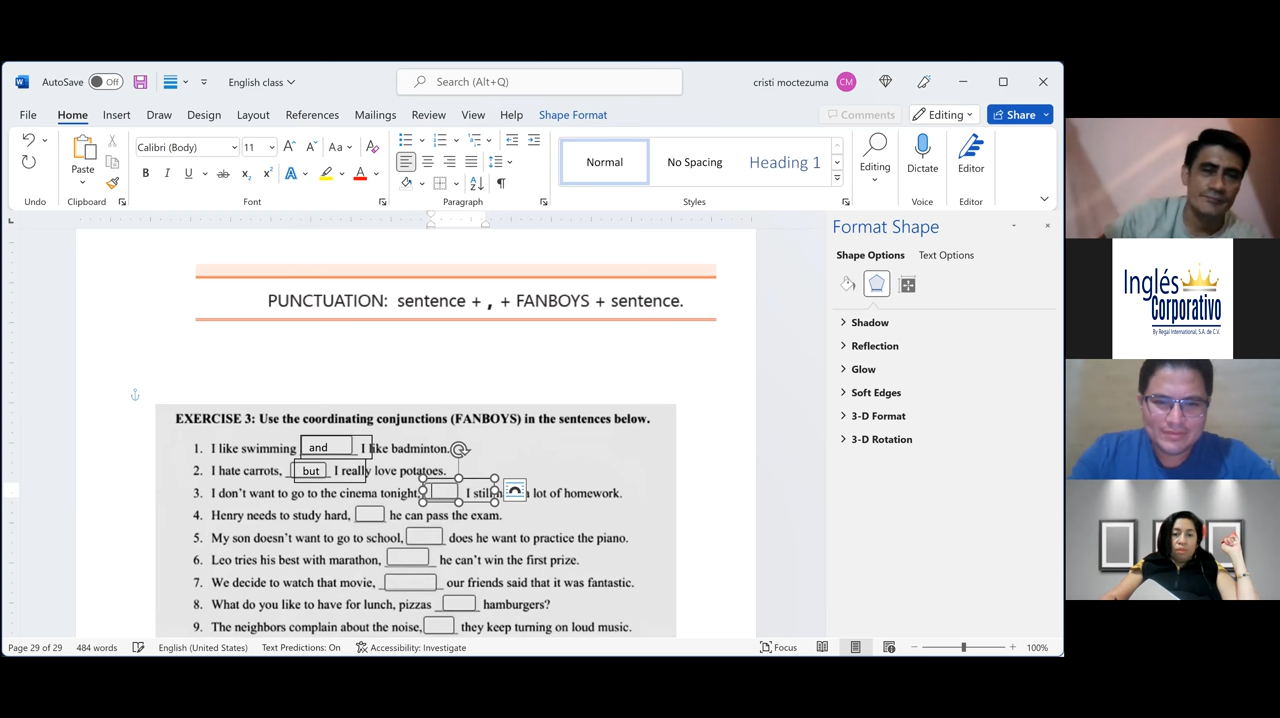 AutoSave Off English class Search (Alt+Q) cristi moctezuma CM
File Home Insert Draw Design Layout References Mailings Review View Help Shape Format Comments Editing Share
Calibri (Body) 11 Aa
Paste
B I U ab x₂ x² A A
Normal No Spacing Heading 1
Editing Dictate Editor
Undo Clipboard Font Paragraph Styles Voice Editor
Format Shape
Shape Options Text Options
Shadow
Reflection
Glow
Soft Edges
3-D Format
3-D Rotation
PUNCTUATION: sentence + , + FANBOYS + sentence.
EXERCISE 3: Use the coordinating conjunctions (FANBOYS) in the sentences below.
1. I like swimming and I like badminton.
2. I hate carrots, but I really love potatoes.
3. I don't want to go to the cinema tonight, I still lot of homework.
4. Henry needs to study hard, he can pass the exam.
5. My son doesn't want to go to school, does he want to practice the piano.
6. Leo tries his best with marathon, he can't win the first prize.
7. We decide to watch that movie, our friends said that it was fantastic.
8. What do you like to have for lunch, pizzas hamburgers?
9. The neighbors complain about the noise, they keep turning on loud music.
Page 29 of 29 484 words English (United States) Text Predictions: On Accessibility: Investigate Focus 100%
Inglés
Corporativo
By Regal International, S.A. de C.V.